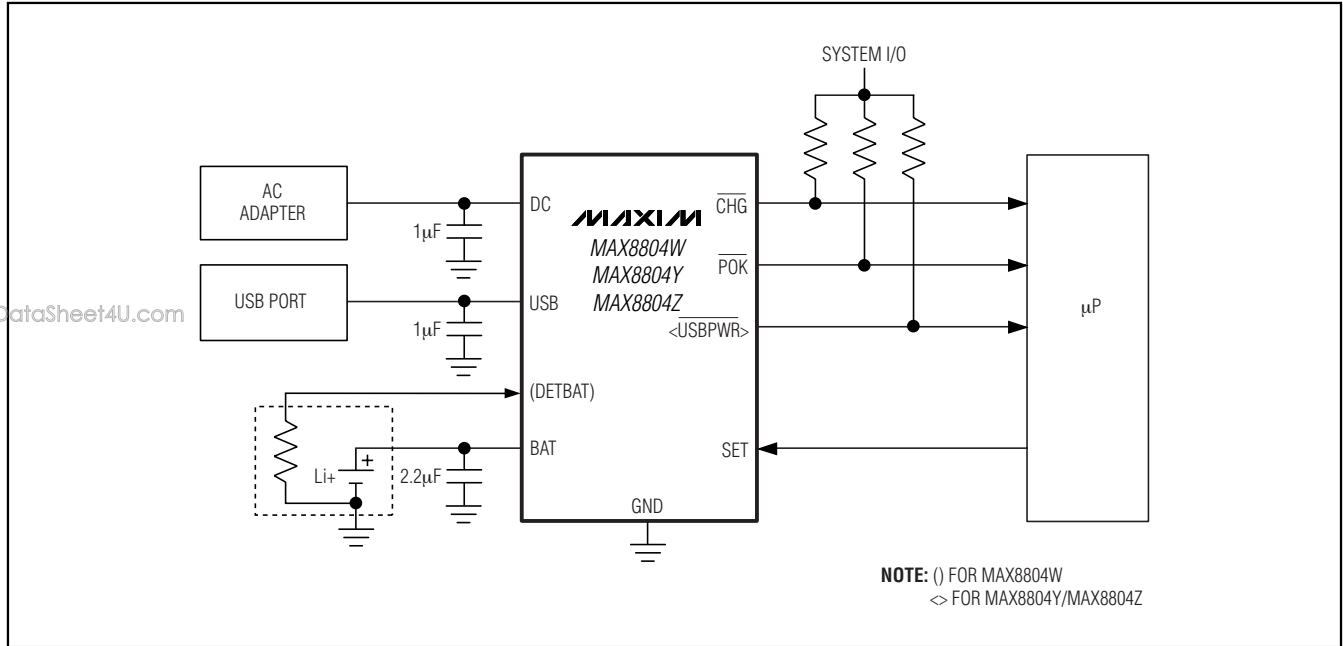 SYSTEM I/O
AC
ADAPTER
1µF
DC
MAXIM
MAX8804W
MAX8804Y
MAX8804Z
CHG
POK
<USBPWR>
µP
USB PORT
1µF
USB
DataSheet4U.com
(DETBAT)
Li+
+
2.2µF
BAT
SET
GND
NOTE: () FOR MAX8804W
<> FOR MAX8804Y/MAX8804Z